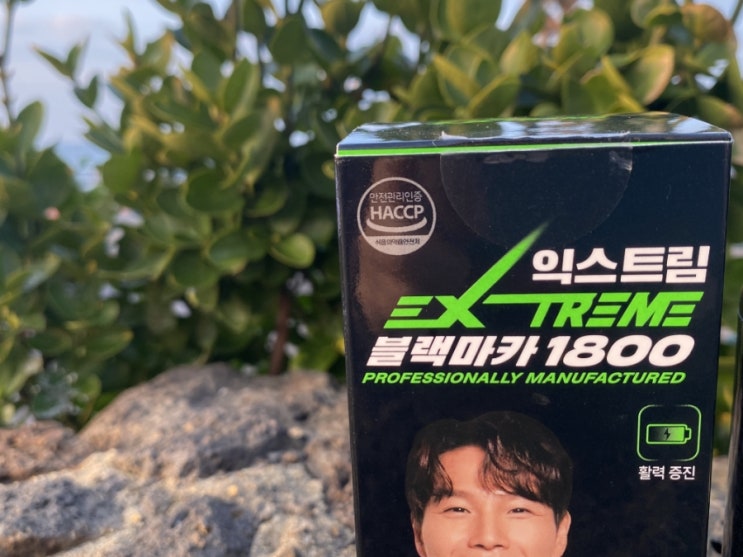 안전관리인증
HACCP
식품의약품안전처
익스트림
EXTREME
블랙마카 1800
PROFESSIONALLY MANUFACTURED
활력 증진